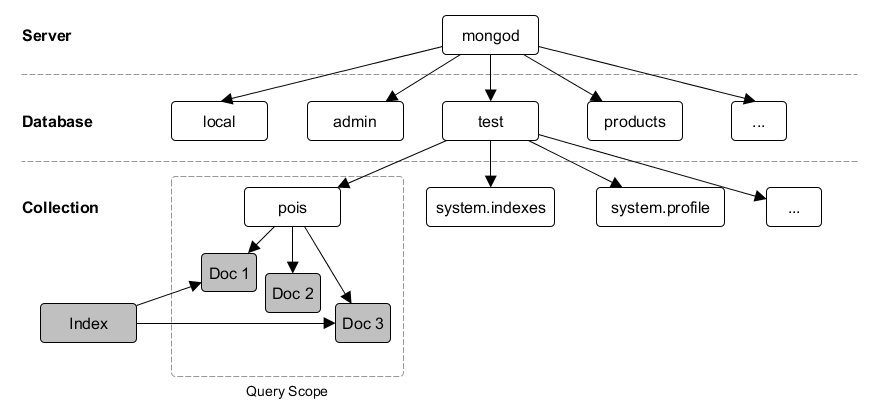 Server
mongod
Database
local
admin
test
products
...
Collection
pois
system.indexes
system.profile
...
Doc 1
Doc 2
Index
Doc 3
Query Scope